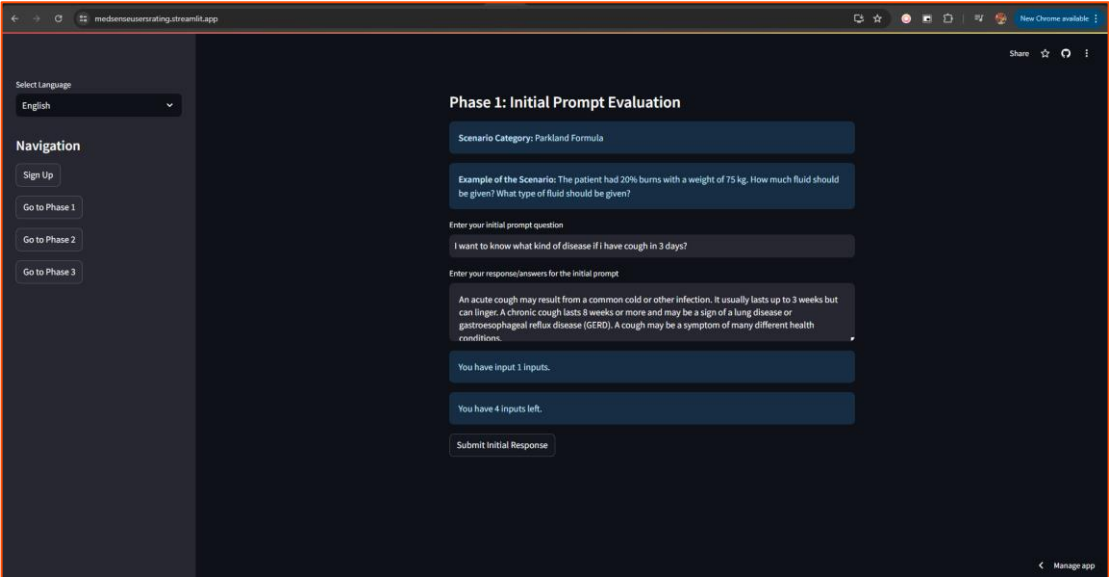 medsenseusersrating.streamlit.app
New Chrome available
Share
Select Language
English
Navigation
Sign Up
Go to Phase 1
Go to Phase 2
Go to Phase 3
Phase 1: Initial Prompt Evaluation
Scenario Category: Parkland Formula
Example of the Scenario: The patient had 20% burns with a weight of 75 kg. How much fluid should
be given? What type of fluid should be given?
Enter your initial prompt question
I want to know what kind of disease if i have cough in 3 days?
Enter your response/answers for the initial prompt
An acute cough may result from a common cold or other infection. It usually lasts up to 3 weeks but
can linger. A chronic cough lasts 8 weeks or more and may be a sign of a lung disease or
gastroesophageal reflux disease (GERD). A cough may be a symptom of many different health
conditions.
You have input 1 inputs.
You have 4 inputs left.
Submit Initial Response
Manage app